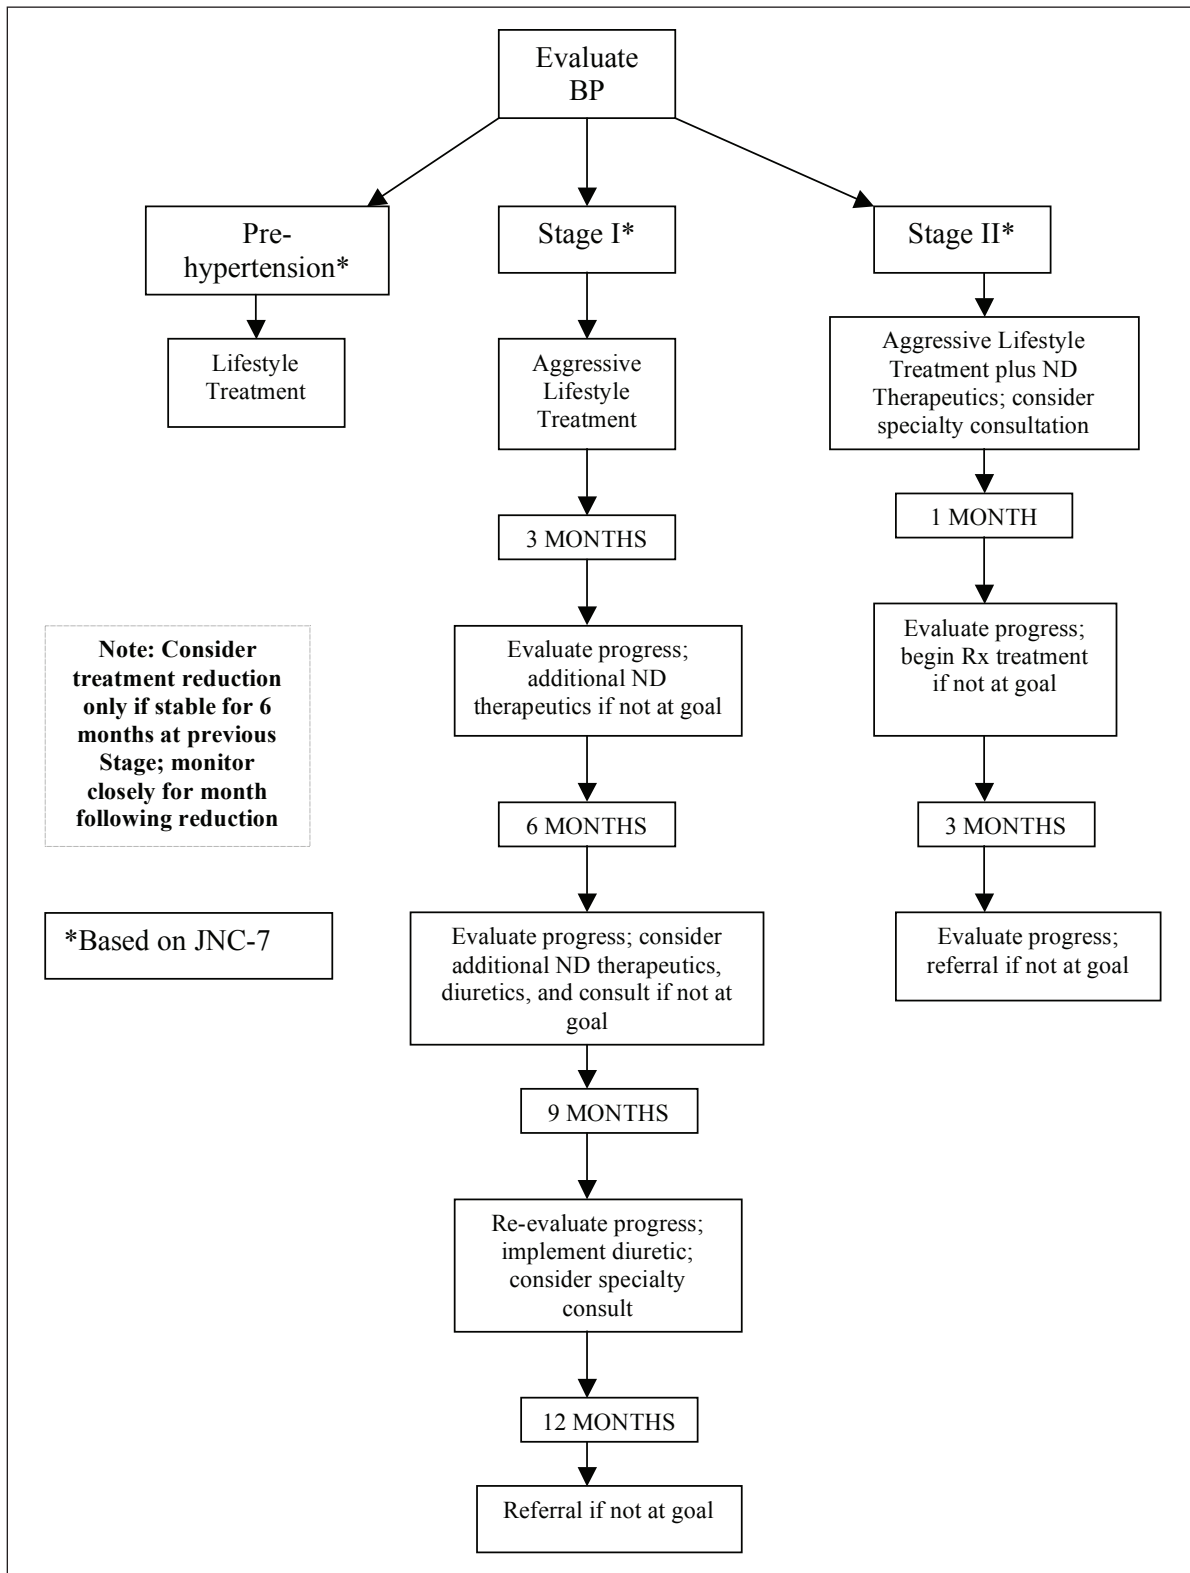 Evaluate
BP
Pre-
hypertension*
Stage I*
Stage II*
Lifestyle
Treatment
Aggressive
Lifestyle
Treatment
Aggressive Lifestyle
Treatment plus ND
Therapeutics; consider
specialty consultation
3 MONTHS
1 MONTH
Note: Consider
treatment reduction
only if stable for 6
months at previous
Stage; monitor
closely for month
following reduction
Evaluate progress;
additional ND
therapeutics if not at goal
Evaluate progress;
begin Rx treatment
if not at goal
6 MONTHS
3 MONTHS
*Based on JNC-7
Evaluate progress; consider
additional ND therapeutics,
diuretics, and consult if not at
goal
Evaluate progress;
referral if not at goal
9 MONTHS
Re-evaluate progress;
implement diuretic;
consider specialty
consult
12 MONTHS
Referral if not at goal